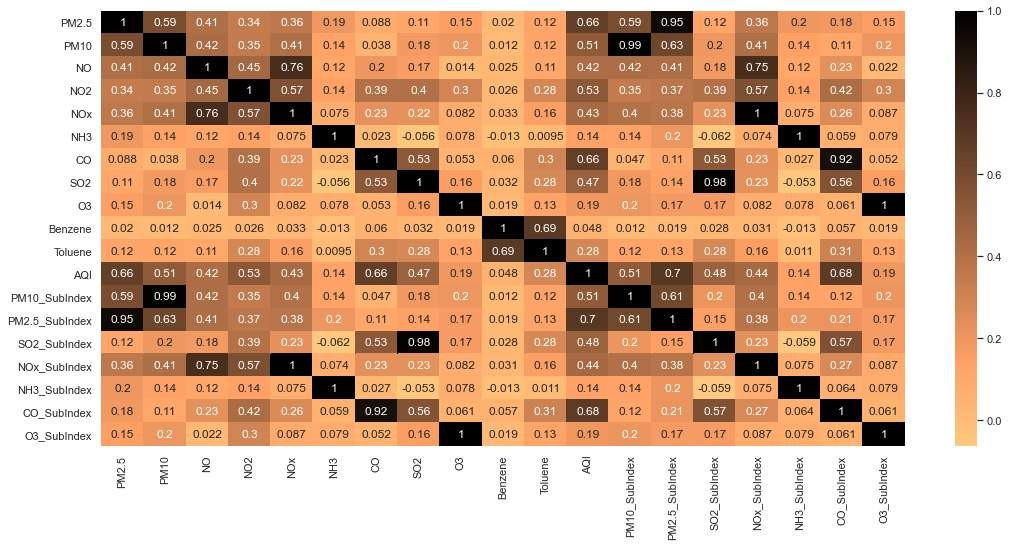 PM2.5 1 0.59 0.41 0.34 0.36 0.19 0.088 0.11 0.15 0.02 0.12 0.66 0.59 0.95 0.12 0.36 0.2 0.18 0.15
PM10 0.59 1 0.42 0.35 0.41 0.14 0.038 0.18 0.2 0.012 0.12 0.51 0.99 0.63 0.2 0.41 0.14 0.11 0.2
NO 0.41 0.42 1 0.45 0.76 0.12 0.2 0.17 0.014 0.025 0.11 0.42 0.42 0.41 0.18 0.75 0.12 0.23 0.022
NO2 0.34 0.35 0.45 1 0.57 0.14 0.39 0.4 0.3 0.026 0.28 0.53 0.35 0.37 0.39 0.57 0.14 0.42 0.3
NOx 0.36 0.41 0.76 0.57 1 0.075 0.23 0.22 0.082 0.033 0.16 0.43 0.4 0.38 0.23 1 0.075 0.26 0.087
NH3 0.19 0.14 0.12 0.14 0.075 1 0.023 -0.056 0.078 -0.013 0.0095 0.14 0.14 0.2 -0.062 0.074 1 0.059 0.079
CO 0.088 0.038 0.2 0.39 0.23 0.023 1 0.53 0.053 0.06 0.3 0.66 0.047 0.11 0.53 0.23 0.027 0.92 0.052
SO2 0.11 0.18 0.17 0.4 0.22 -0.056 0.53 1 0.16 0.032 0.28 0.47 0.18 0.14 0.98 0.23 -0.053 0.56 0.16
O3 0.15 0.2 0.014 0.3 0.082 0.078 0.053 0.16 1 0.019 0.13 0.19 0.2 0.17 0.17 0.082 0.078 0.061 1
Benzene 0.02 0.012 0.025 0.026 0.033 -0.013 0.06 0.032 0.019 1 0.69 0.048 0.012 0.019 0.028 0.031 -0.013 0.057 0.019
Toluene 0.12 0.12 0.11 0.28 0.16 0.0095 0.3 0.28 0.13 0.69 1 0.28 0.12 0.13 0.28 0.16 0.011 0.31 0.13
AQI 0.66 0.51 0.42 0.53 0.43 0.14 0.66 0.47 0.19 0.048 0.28 1 0.51 0.7 0.48 0.44 0.14 0.68 0.19
PM10_SubIndex 0.59 0.99 0.42 0.35 0.4 0.14 0.047 0.18 0.2 0.012 0.12 0.51 1 0.61 0.2 0.4 0.14 0.12 0.2
PM2.5_SubIndex 0.95 0.63 0.41 0.37 0.38 0.2 0.11 0.14 0.17 0.019 0.13 0.7 0.61 1 0.15 0.38 0.2 0.21 0.17
SO2_SubIndex 0.12 0.2 0.18 0.39 0.23 -0.062 0.53 0.98 0.17 0.028 0.28 0.48 0.2 0.15 1 0.23 -0.059 0.57 0.17
NOx_SubIndex 0.36 0.41 0.75 0.57 1 0.074 0.23 0.23 0.082 0.031 0.16 0.44 0.4 0.38 0.23 1 0.075 0.27 0.087
NH3_SubIndex 0.2 0.14 0.12 0.14 0.075 1 0.027 -0.053 0.078 -0.013 0.011 0.14 0.14 0.2 -0.059 0.075 1 0.064 0.079
CO_SubIndex 0.18 0.11 0.23 0.42 0.26 0.059 0.92 0.56 0.061 0.057 0.31 0.68 0.12 0.21 0.57 0.27 0.064 1 0.061
O3_SubIndex 0.15 0.2 0.022 0.3 0.087 0.079 0.052 0.16 1 0.019 0.13 0.19 0.2 0.17 0.17 0.087 0.079 0.061 1
PM2.5 PM10 NO NO2 NOx NH3 CO SO2 O3 Benzene Toluene AQI PM10_SubIndex PM2.5_SubIndex SO2_SubIndex NOx_SubIndex NH3_SubIndex CO_SubIndex O3_SubIndex
1.0
0.8
0.6
0.4
0.2
0.0